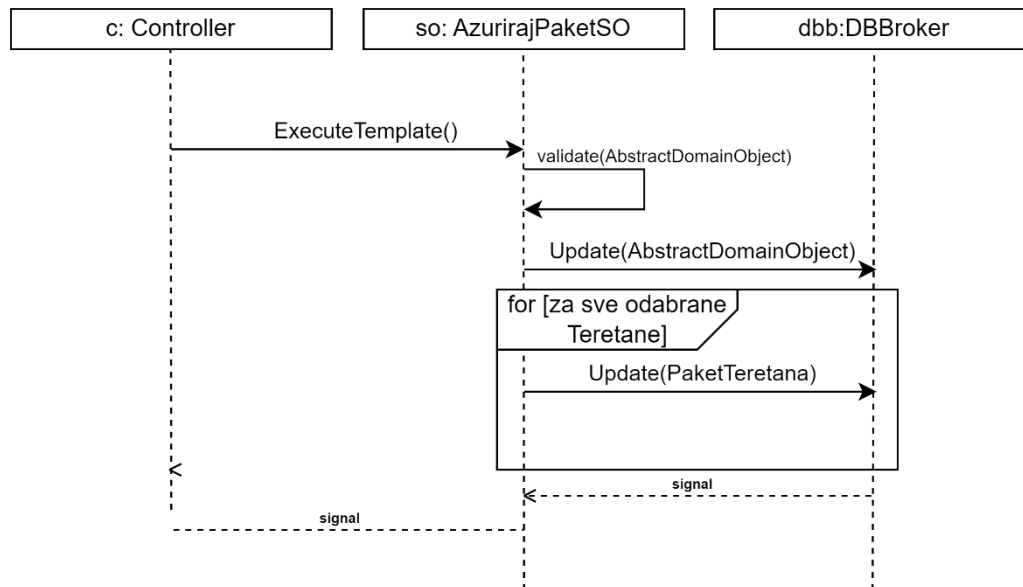 c: Controller
so: AzurirajPaketSO
dbb:DBBroker
ExecuteTemplate()
validate(AbstractDomainObject)
Update(AbstractDomainObject)
for [za sve odabrane
Teretane]
Update(PaketTeretana)
signal
signal